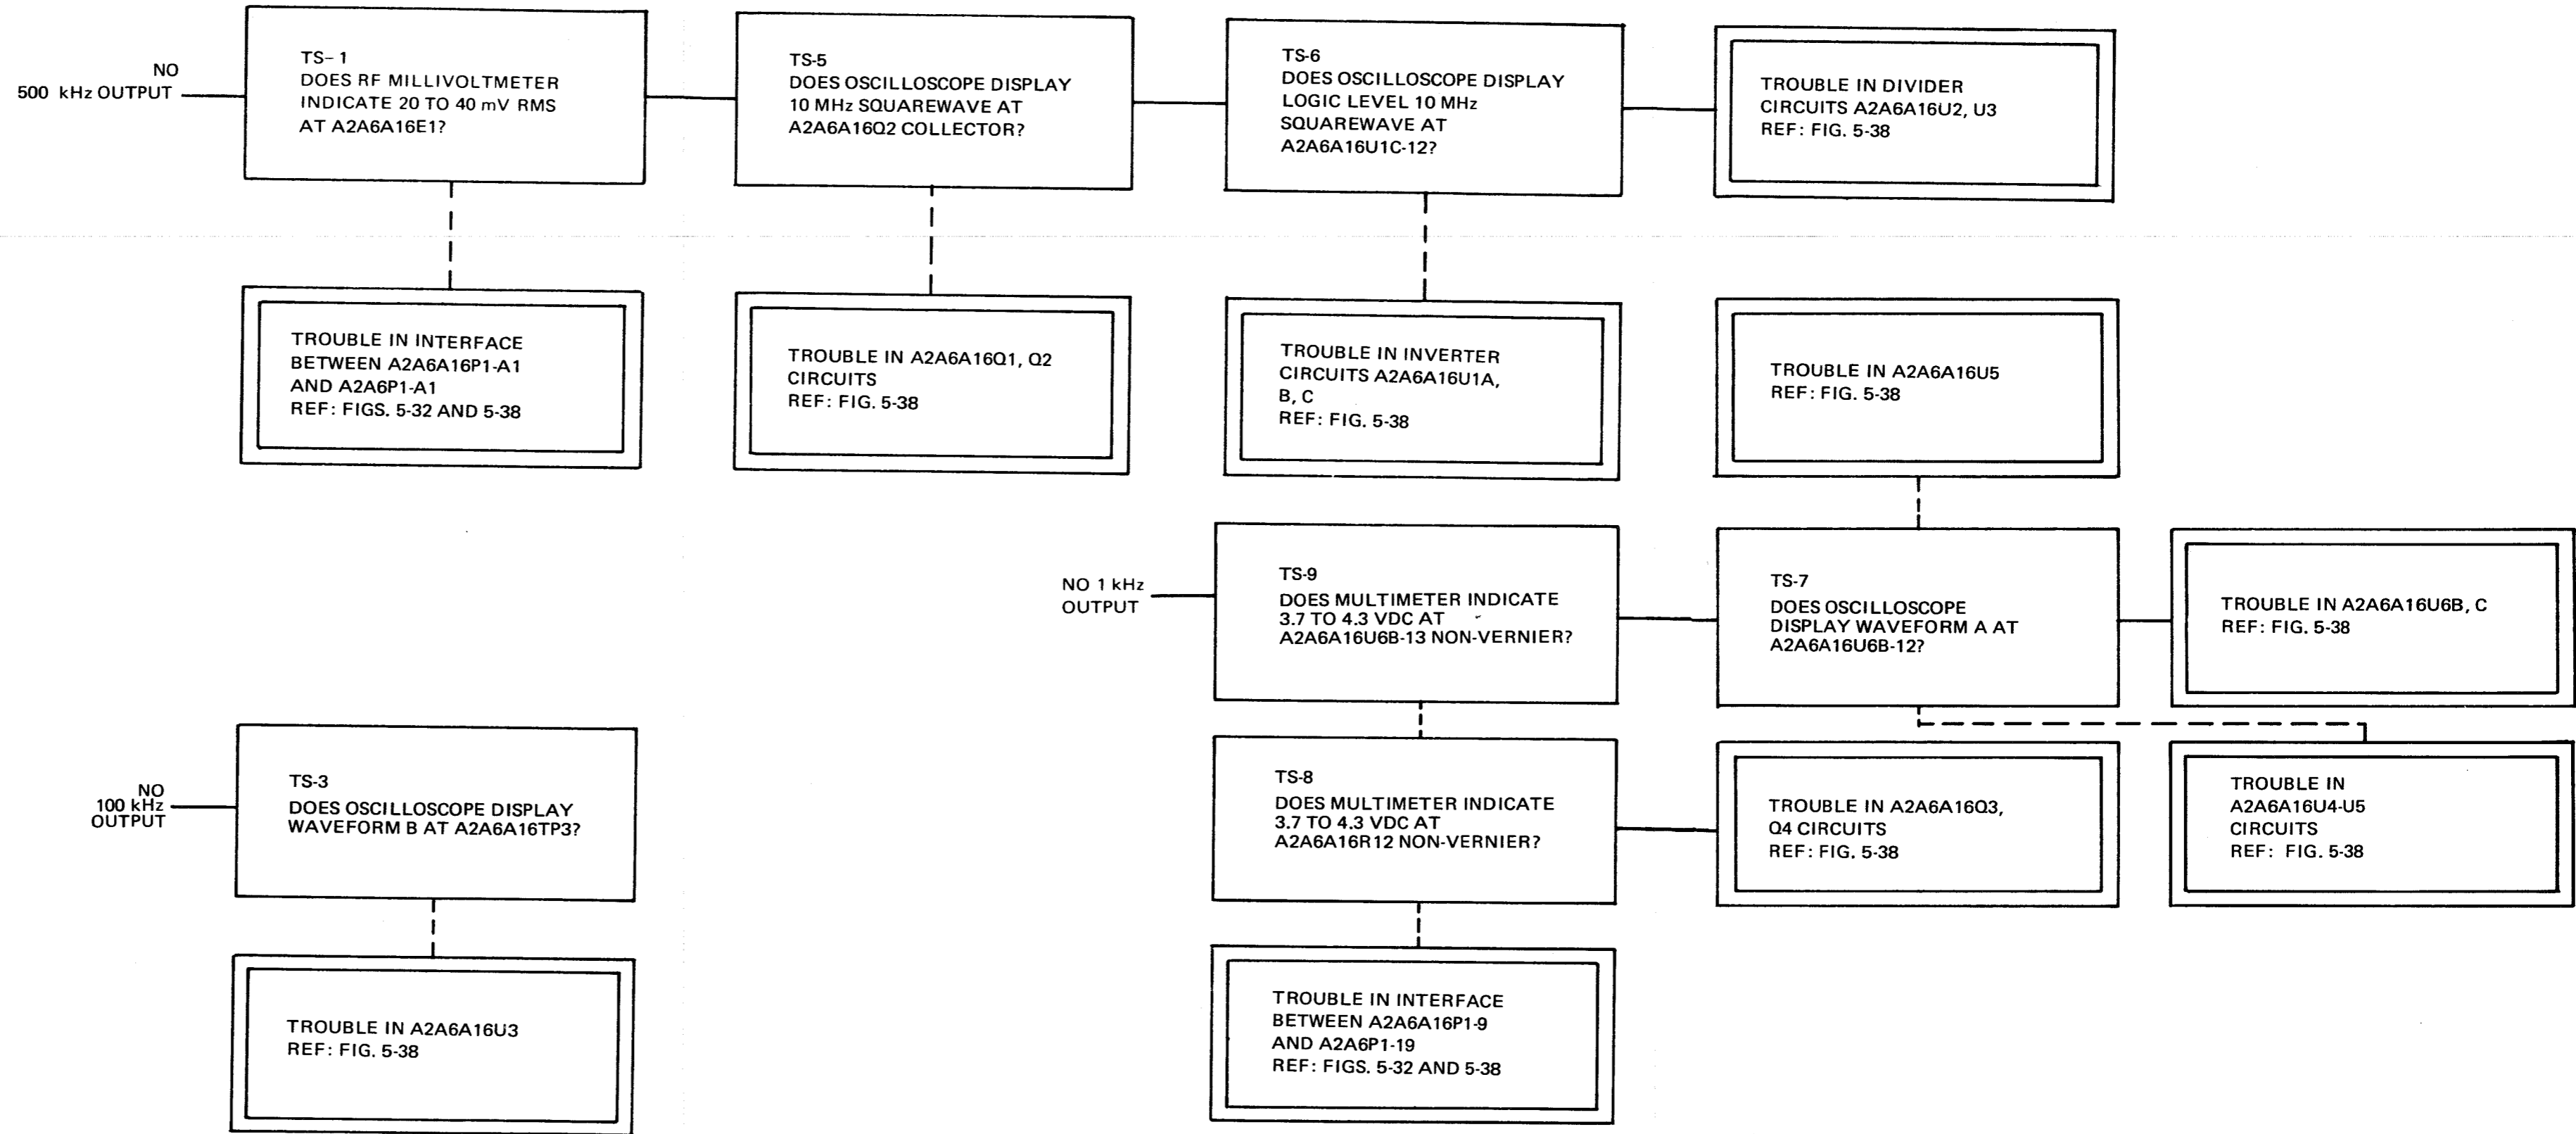 NO
500 kHz OUTPUT
TS-1
DOES RF MILLIVOLTMETER
INDICATE 20 TO 40 mV RMS
AT A2A6A16E1?
TS-5
DOES OSCILLOSCOPE DISPLAY
10 MHz SQUAREWAVE AT
A2A6A16Q2 COLLECTOR?
TS-6
DOES OSCILLOSCOPE DISPLAY
LOGIC LEVEL 10 MHz
SQUAREWAVE AT
A2A6A16U1C-12?
TROUBLE IN DIVIDER
CIRCUITS A2A6A16U2, U3
REF: FIG. 5-38
TROUBLE IN INTERFACE
BETWEEN A2A6A16P1-A1
AND A2A6P1-A1
REF: FIGS. 5-32 AND 5-38
TROUBLE IN A2A6A16Q1, Q2
CIRCUITS
REF: FIG. 5-38
TROUBLE IN INVERTER
CIRCUITS A2A6A16U1A,
B, C
REF: FIG. 5-38
TROUBLE IN A2A6A16U5
REF: FIG. 5-38
NO 1 kHz
OUTPUT
TS-9
DOES MULTIMETER INDICATE
3.7 TO 4.3 VDC AT
A2A6A16U6B-13 NON-VERNIER?
TS-7
DOES OSCILLOSCOPE
DISPLAY WAVEFORM A AT
A2A6A16U6B-12?
TROUBLE IN A2A6A16U6B, C
REF: FIG. 5-38
NO
100 kHz
OUTPUT
TS-3
DOES OSCILLOSCOPE DISPLAY
WAVEFORM B AT A2A6A16TP3?
TS-8
DOES MULTIMETER INDICATE
3.7 TO 4.3 VDC AT
A2A6A16R12 NON-VERNIER?
TROUBLE IN A2A6A16Q3,
Q4 CIRCUITS
REF: FIG. 5-38
TROUBLE IN
A2A6A16U4-U5
CIRCUITS
REF: FIG. 5-38
TROUBLE IN A2A6A16U3
REF: FIG. 5-38
TROUBLE IN INTERFACE
BETWEEN A2A6A16P1-9
AND A2A6P1-19
REF: FIGS. 5-32 AND 5-38